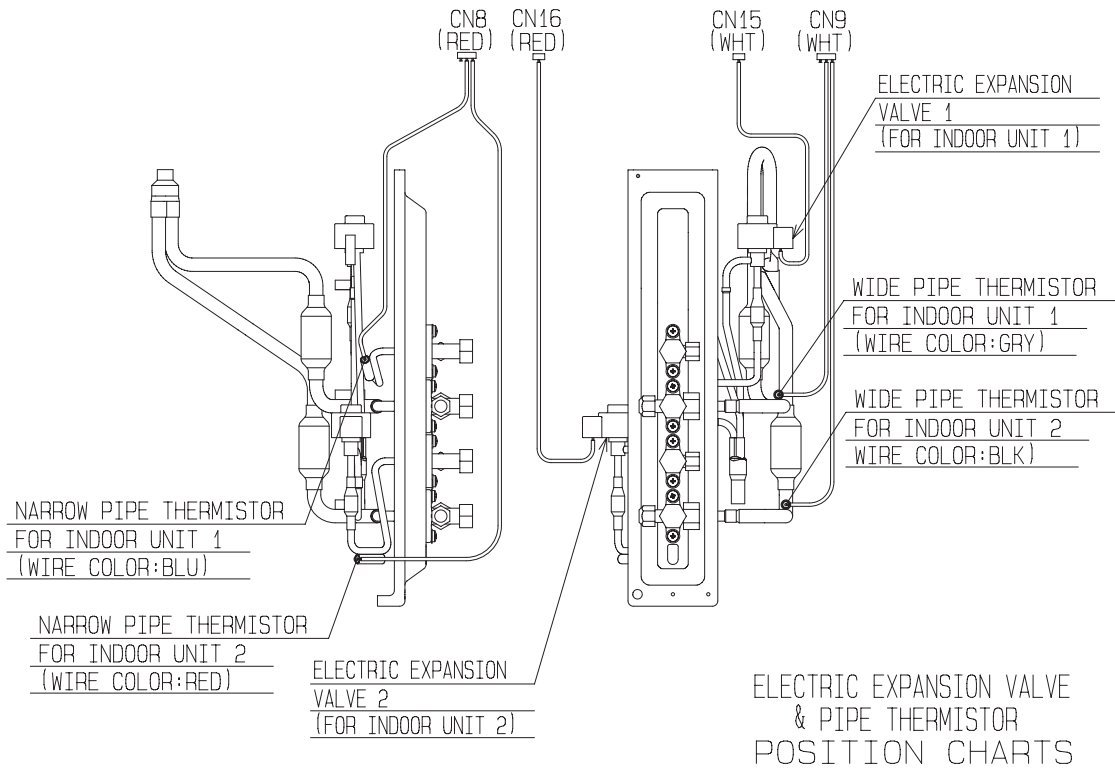 CN8
(RED)
CN16
(RED)
CN15
(WHT)
CN9
(WHT)
ELECTRIC EXPANSION
VALVE 1
(FOR INDOOR UNIT 1)
WIDE PIPE THERMISTOR
FOR INDOOR UNIT 1
(WIRE COLOR:GRY)
WIDE PIPE THERMISTOR
FOR INDOOR UNIT 2
WIRE COLOR:BLK)
NARROW PIPE THERMISTOR
FOR INDOOR UNIT 1
(WIRE COLOR:BLU)
NARROW PIPE THERMISTOR
FOR INDOOR UNIT 2
(WIRE COLOR:RED)
ELECTRIC EXPANSION
VALVE 2
(FOR INDOOR UNIT 2)
ELECTRIC EXPANSION VALVE
& PIPE THERMISTOR
POSITION CHARTS